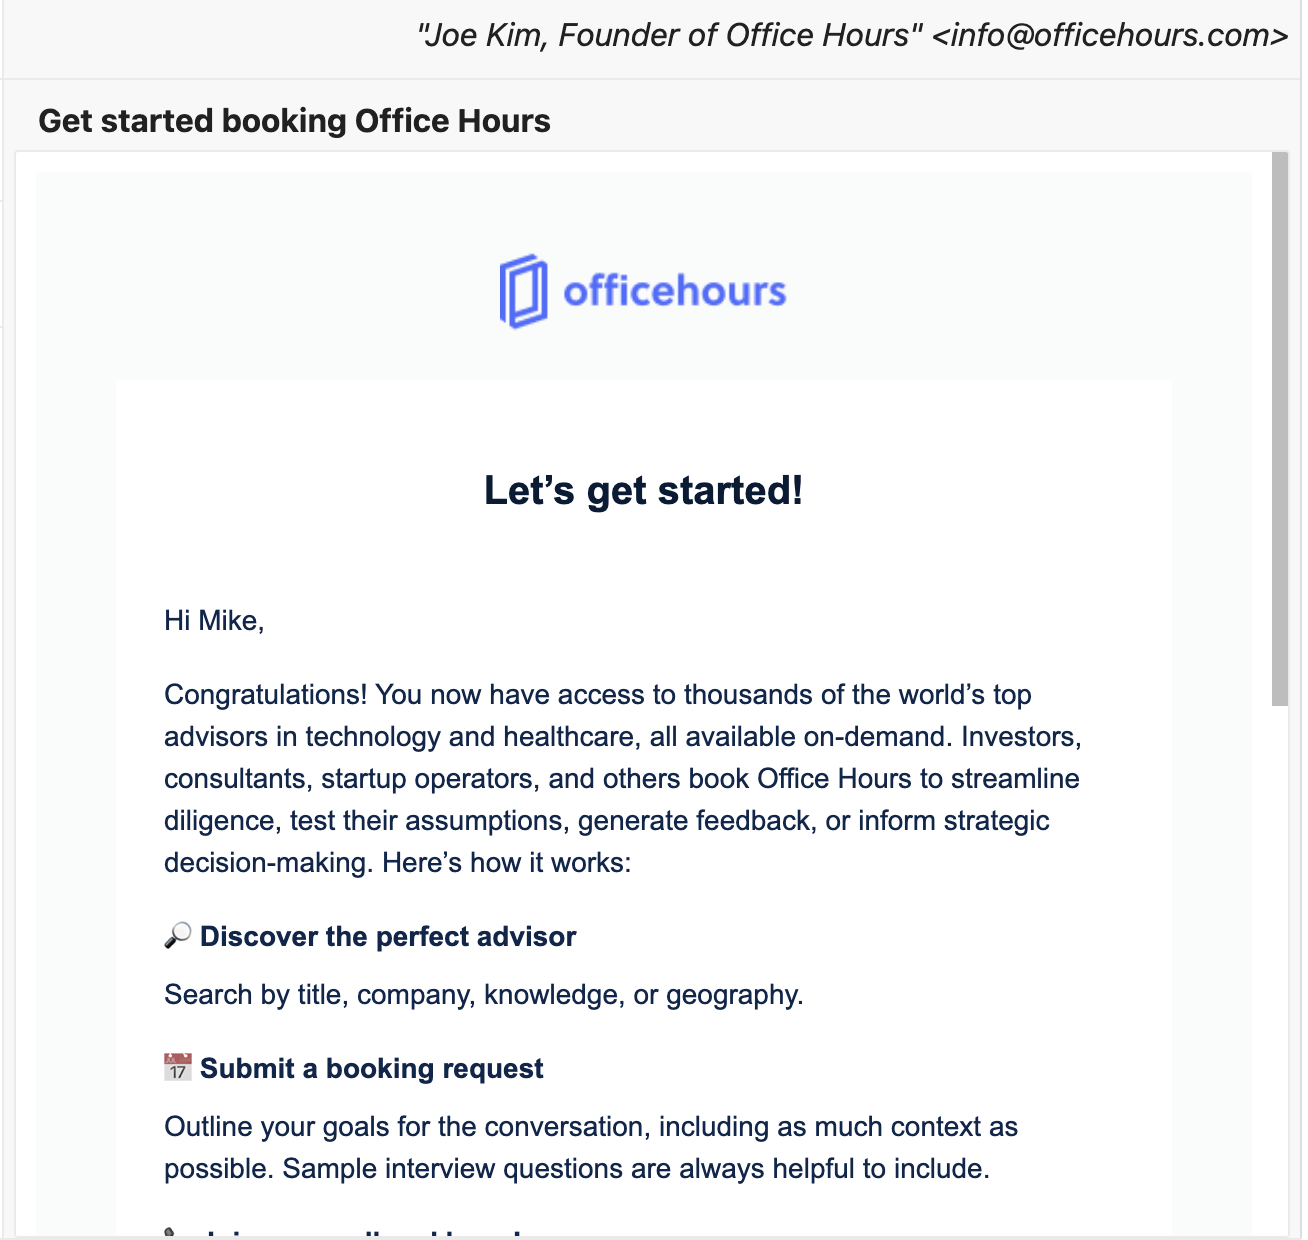 "Joe Kim, Founder of Office Hours" <info@officehours.com>
Get started booking Office Hours
officehours
Let’s get started!
Hi Mike,
Congratulations! You now have access to thousands of the world’s top
advisors in technology and healthcare, all available on-demand. Investors,
consultants, startup operators, and others book Office Hours to streamline
diligence, test their assumptions, generate feedback, or inform strategic
decision-making. Here’s how it works:
🔎 Discover the perfect advisor
Search by title, company, knowledge, or geography.
📅 Submit a booking request
Outline your goals for the conversation, including as much context as
possible. Sample interview questions are always helpful to include.